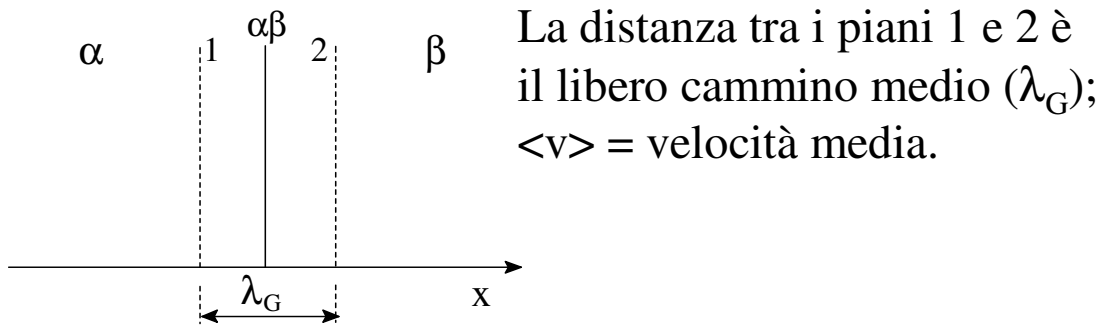 La distanza tra i piani 1 e 2 è
il libero cammino medio (λG);
<v> = velocità media.
α
1
αβ
2
β
λG
x